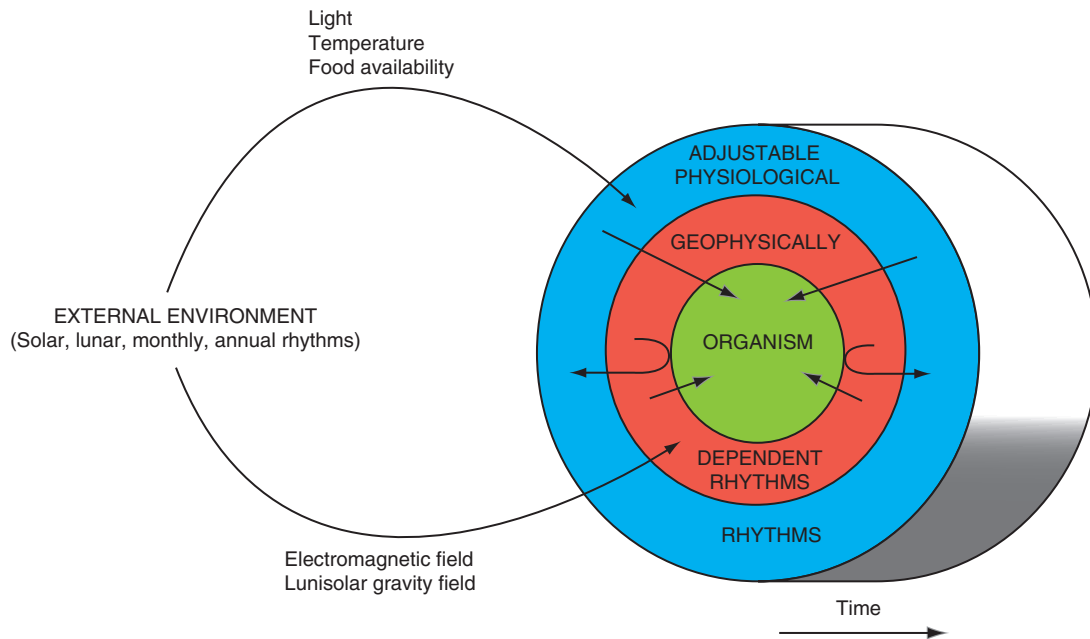 Light
Temperature
Food availability
ADJUSTABLE
PHYSIOLOGICAL
GEOPHYSICALLY
EXTERNAL ENVIRONMENT
(Solar, lunar, monthly, annual rhythms)
ORGANISM
DEPENDENT
RHYTHMS
RHYTHMS
Electromagnetic field
Lunisolar gravity field
Time